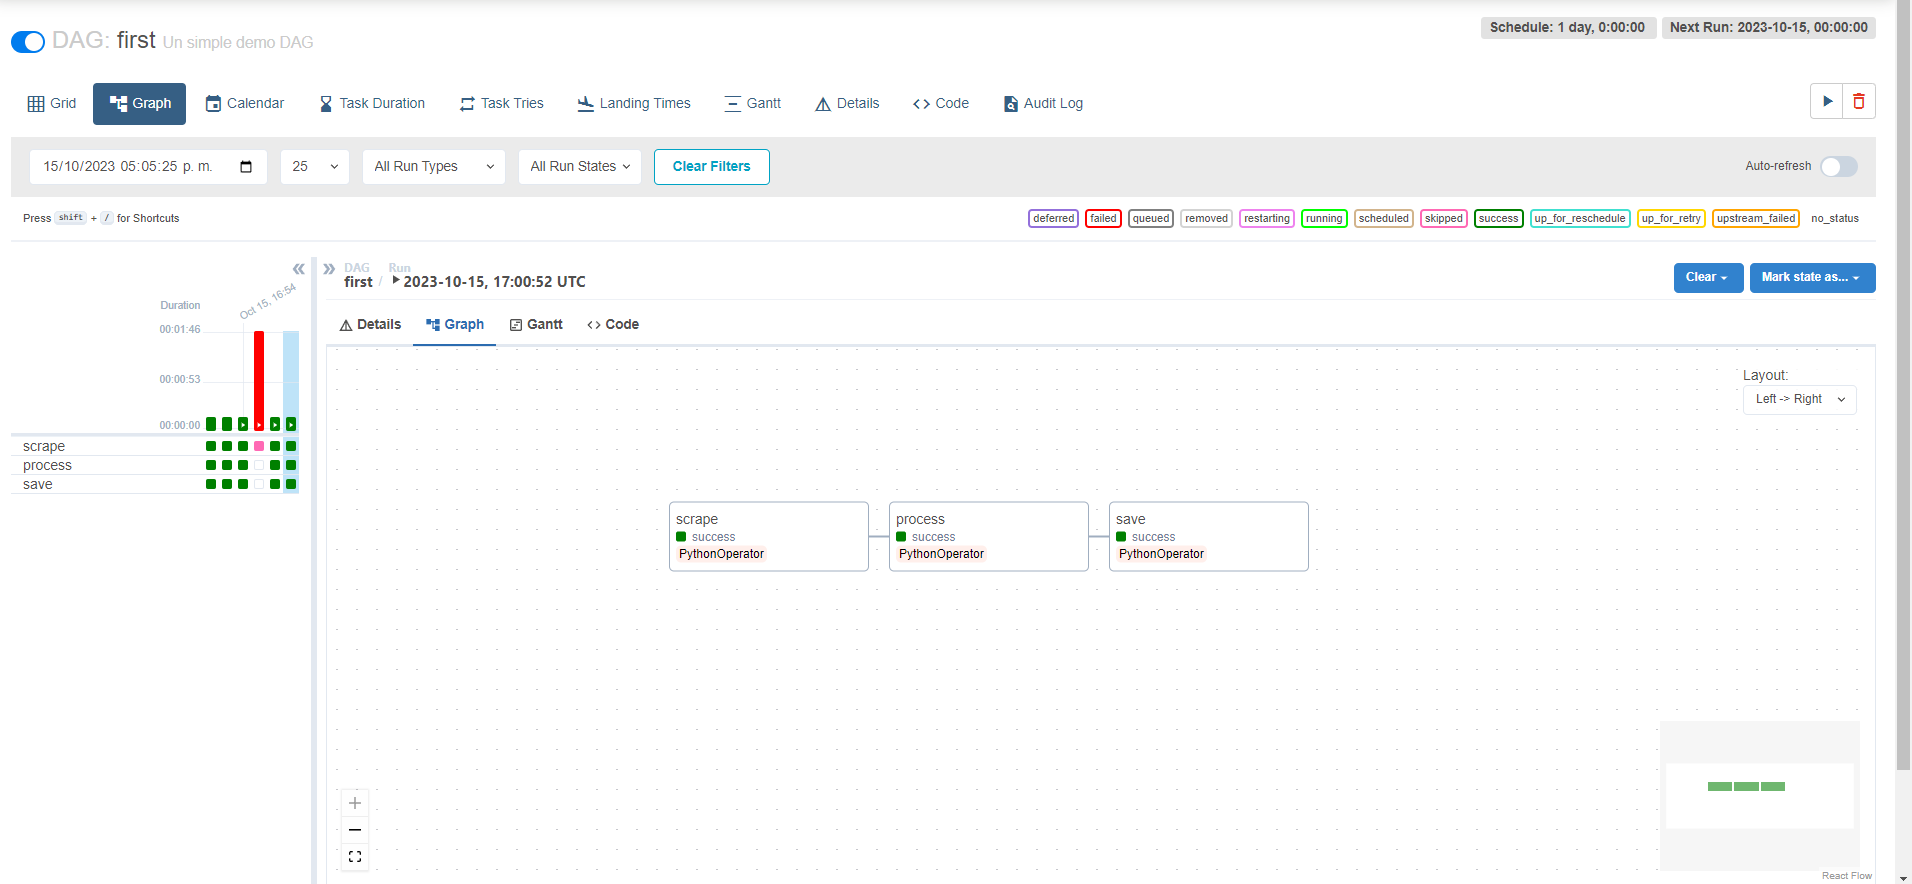 DAG: first Un simple demo DAG
Schedule: 1 day, 0:00:00 Next Run: 2023-10-15, 00:00:00
Grid Graph Calendar Task Duration Task Tries Landing Times Gantt Details Code Audit Log
15/10/2023 05:05:25 p. m. 25 All Run Types All Run States Clear Filters Auto-refresh
Press shift + / for Shortcuts
deferred failed queued removed restarting running scheduled skipped success up_for_reschedule up_for_retry upstream_failed no_status
DAG Run
first / 2023-10-15, 17:00:52 UTC
Clear Mark state as...
Duration
Oct 15, 16:54
00:01:46
00:00:53
00:00:00
scrape
process
save
Details Graph Gantt Code
Layout:
Left -> Right
scrape
success
PythonOperator
process
success
PythonOperator
save
success
PythonOperator
React Flow